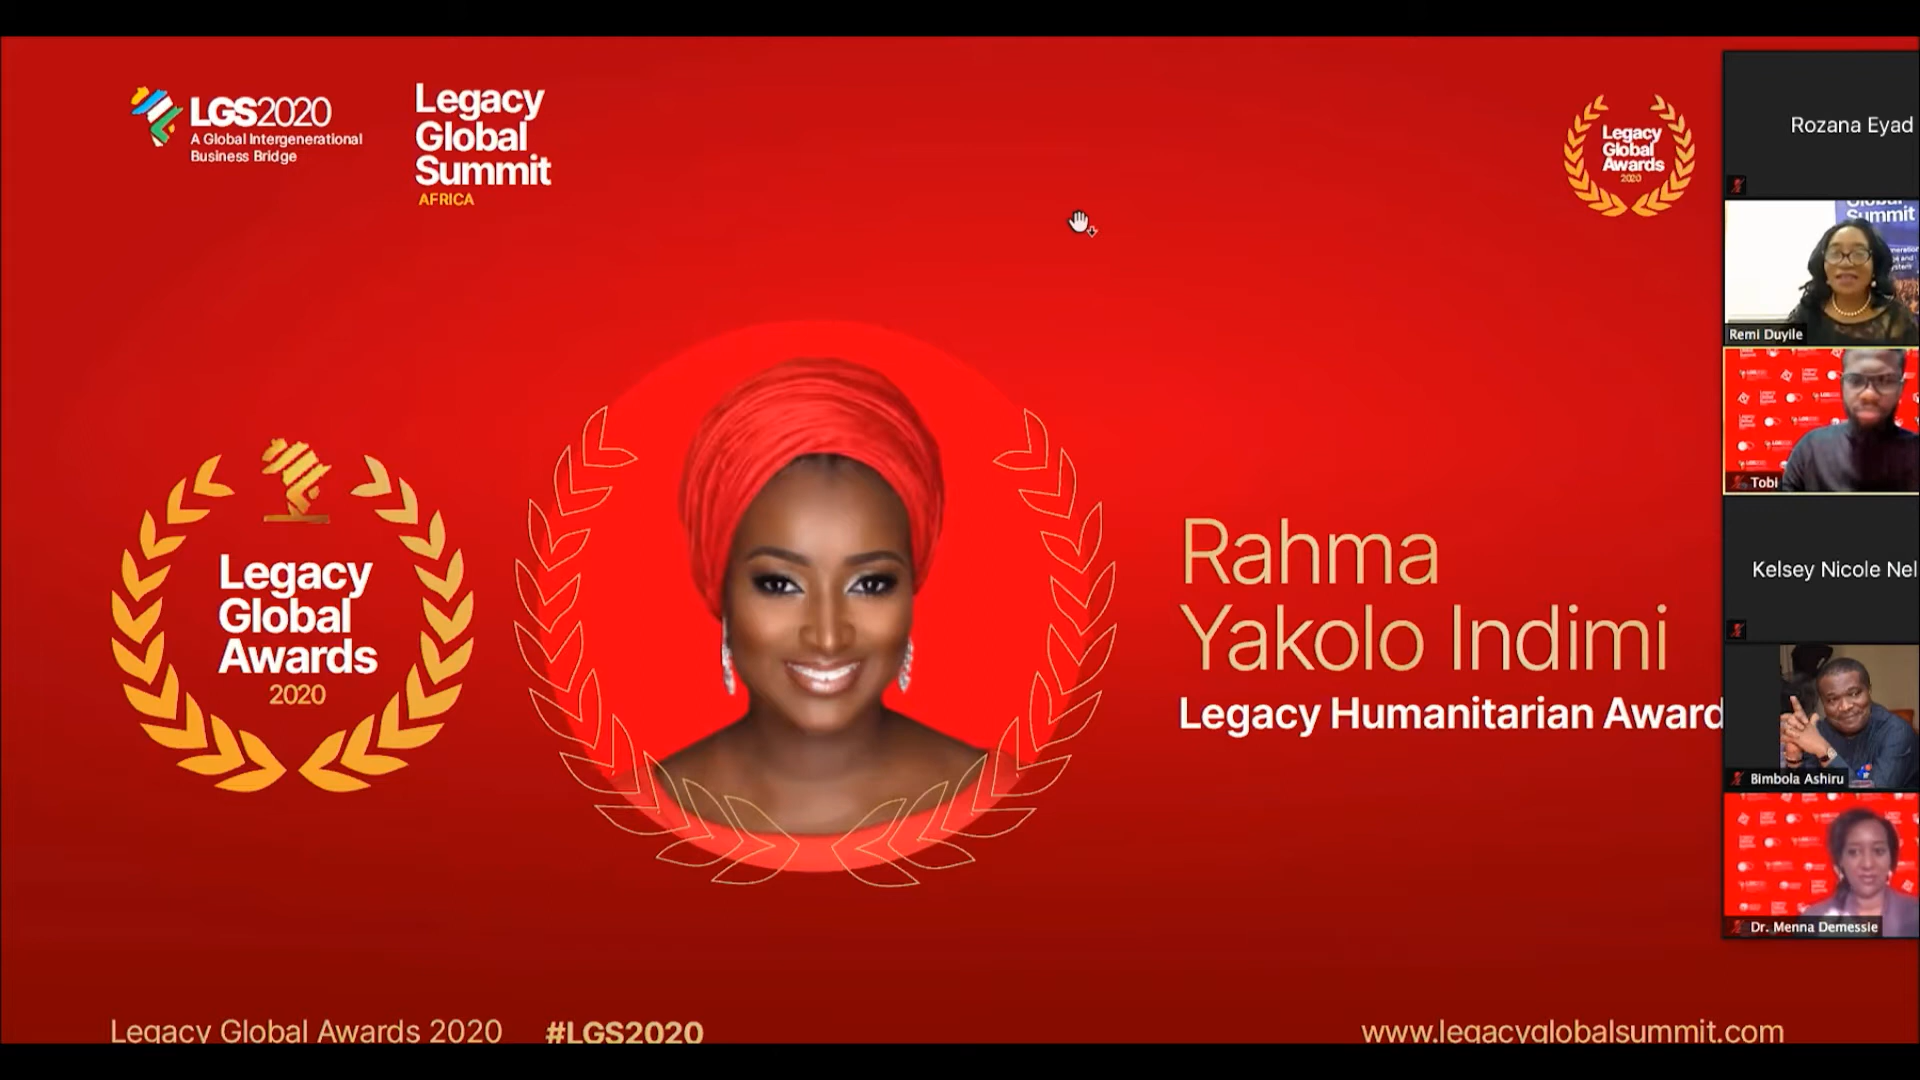 LGS2020
A Global Intergenerational
Business Bridge
Legacy
Global
Summit
AFRICA
Legacy
Global
Awards
2020
Legacy
Global
Awards
2020
Rahma
Yakolo Indimi
Legacy Humanitarian Award
Legacy Global Awards 2020
#LGS2020
www.legacyglobalsummit.com
Rozana Eyad
Summit
Remi Duyile
Tobi
Kelsey Nicole Nel
Bimbola Ashiru
Dr. Menna Demessie